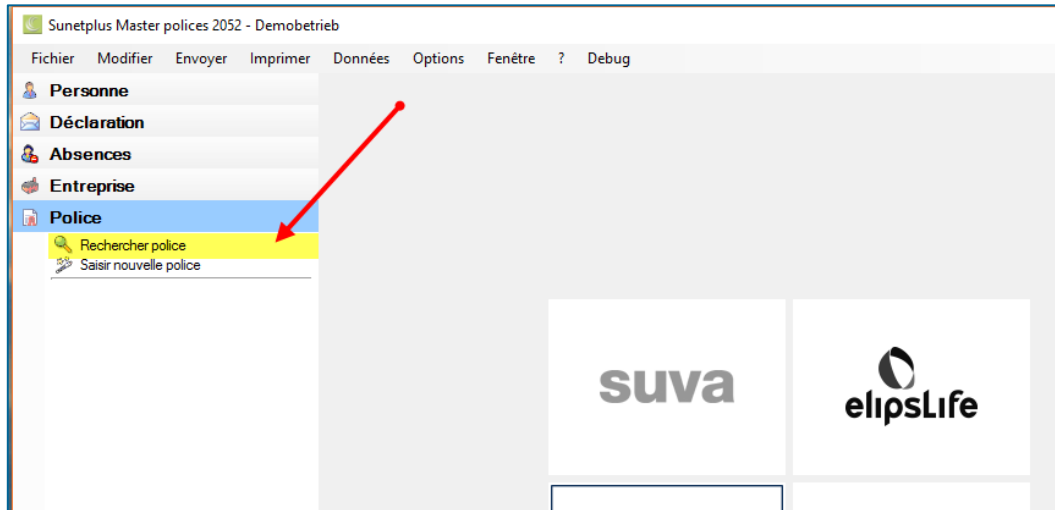 Sunetplus Master polices 2052 - Demobetrieb
Fichier Modifier Envoyer Imprimer Données Options Fenêtre ? Debug
Personne
Déclaration
Absences
Entreprise
Police
Rechercher police
Saisir nouvelle police
suva
elipsLife